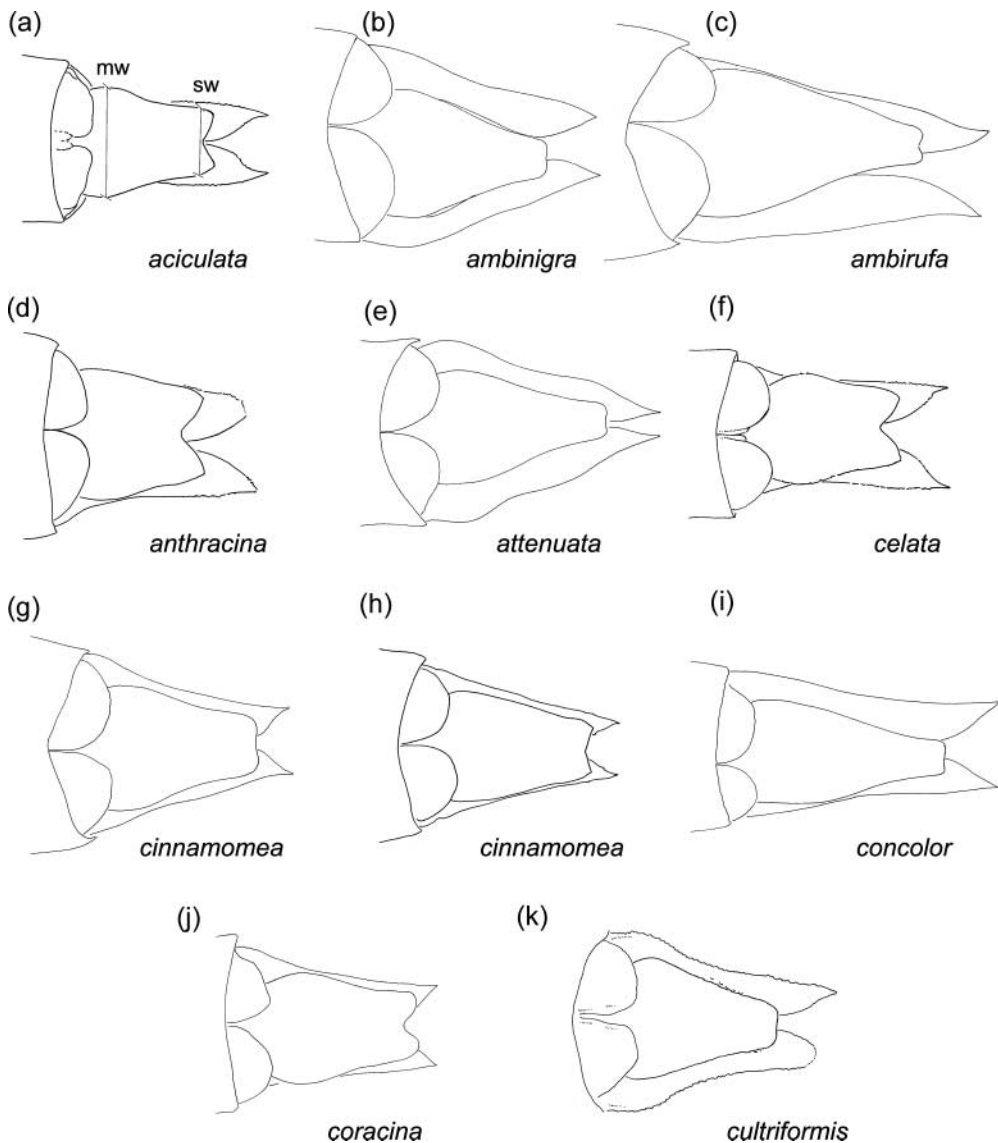 (a) (b) (c)
mw sw
aciculata ambinigra ambirufa
(d) (e) (f)
anthracina attenuata celata
(g) (h) (i)
cinnamomea cinnamomea concolor
(j) (k)
coracina cultriformis